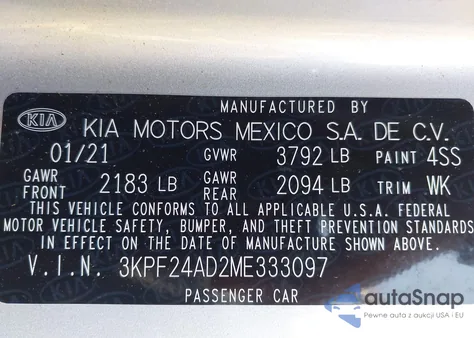 MANUFACTURED BY
KIA KIA MOTORS MEXICO S.A. DE C.V.
01/21 GVWR 3792 LB PAINT 4SS
GAWR FRONT 2183 LB GAWR REAR 2094 LB TRIM WK
THIS VEHICLE CONFORMS TO ALL APPLICABLE U.S.A. FEDERAL
MOTOR VEHICLE SAFETY, BUMPER, AND THEFT PREVENTION STANDARDS
IN EFFECT ON THE DATE OF MANUFACTURE SHOWN ABOVE.
V.I.N. 3KPF24AD2ME333097
PASSENGER CAR
autoSnap
Pewne auta z USA i EU